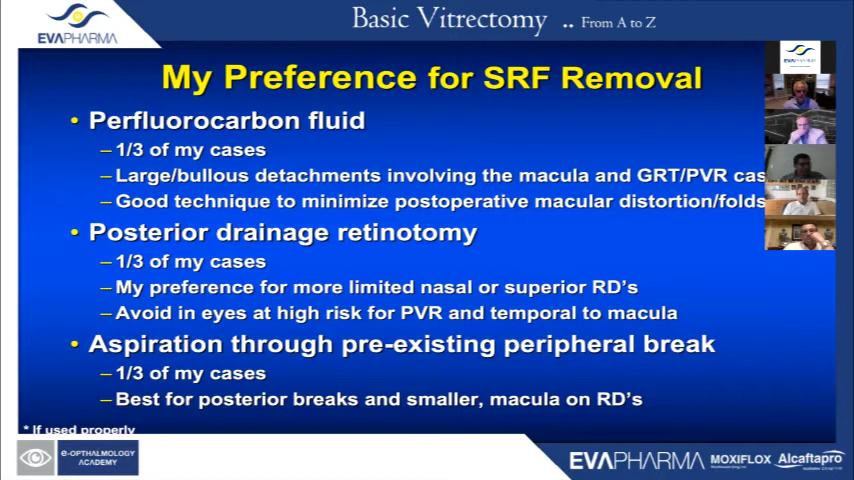 EVAPHARMA
Basic Vitrectomy .. From A to Z
EVAPHARMA
My Preference for SRF Removal
• Perfluorocarbon fluid
– 1/3 of my cases
– Large/bullous detachments involving the macula and GRT/PVR cas
– Good technique to minimize postoperative macular distortion/folds
• Posterior drainage retinotomy
– 1/3 of my cases
– My preference for more limited nasal or superior RD's
– Avoid in eyes at high risk for PVR and temporal to macula
• Aspiration through pre-existing peripheral break
– 1/3 of my cases
– Best for posterior breaks and smaller, macula on RD's
* If used properly
e-OPTHALMOLOGY
ACADEMY
EVAPHARMA MOXIFLOX Alcaftapro